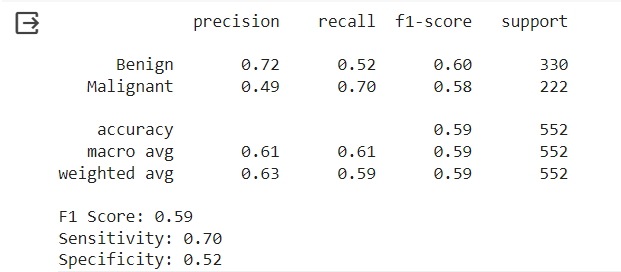 precision recall f1-score support
Benign 0.72 0.52 0.60 330
Malignant 0.49 0.70 0.58 222
accuracy 0.59 552
macro avg 0.61 0.61 0.59 552
weighted avg 0.63 0.59 0.59 552
F1 Score: 0.59
Sensitivity: 0.70
Specificity: 0.52